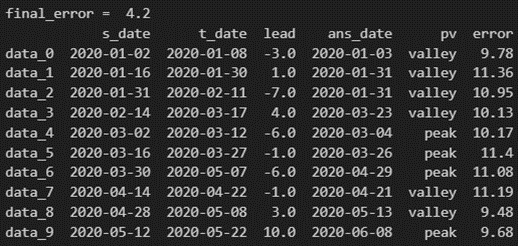 final_error =  4.2
            s_date      t_date  lead    ans_date      pv  error
data_0  2020-01-02  2020-01-08  -3.0  2020-01-03  valley   9.78
data_1  2020-01-16  2020-01-30   1.0  2020-01-31  valley  11.36
data_2  2020-01-31  2020-02-11  -7.0  2020-01-31  valley  10.95
data_3  2020-02-14  2020-03-17   4.0  2020-03-23  valley  10.13
data_4  2020-03-02  2020-03-12  -6.0  2020-03-04    peak  10.17
data_5  2020-03-16  2020-03-27  -1.0  2020-03-26    peak   11.4
data_6  2020-03-30  2020-05-07  -6.0  2020-04-29    peak  11.08
data_7  2020-04-14  2020-04-22  -1.0  2020-04-21  valley  11.19
data_8  2020-04-28  2020-05-08   3.0  2020-05-13  valley   9.48
data_9  2020-05-12  2020-05-22  10.0  2020-06-08    peak   9.68